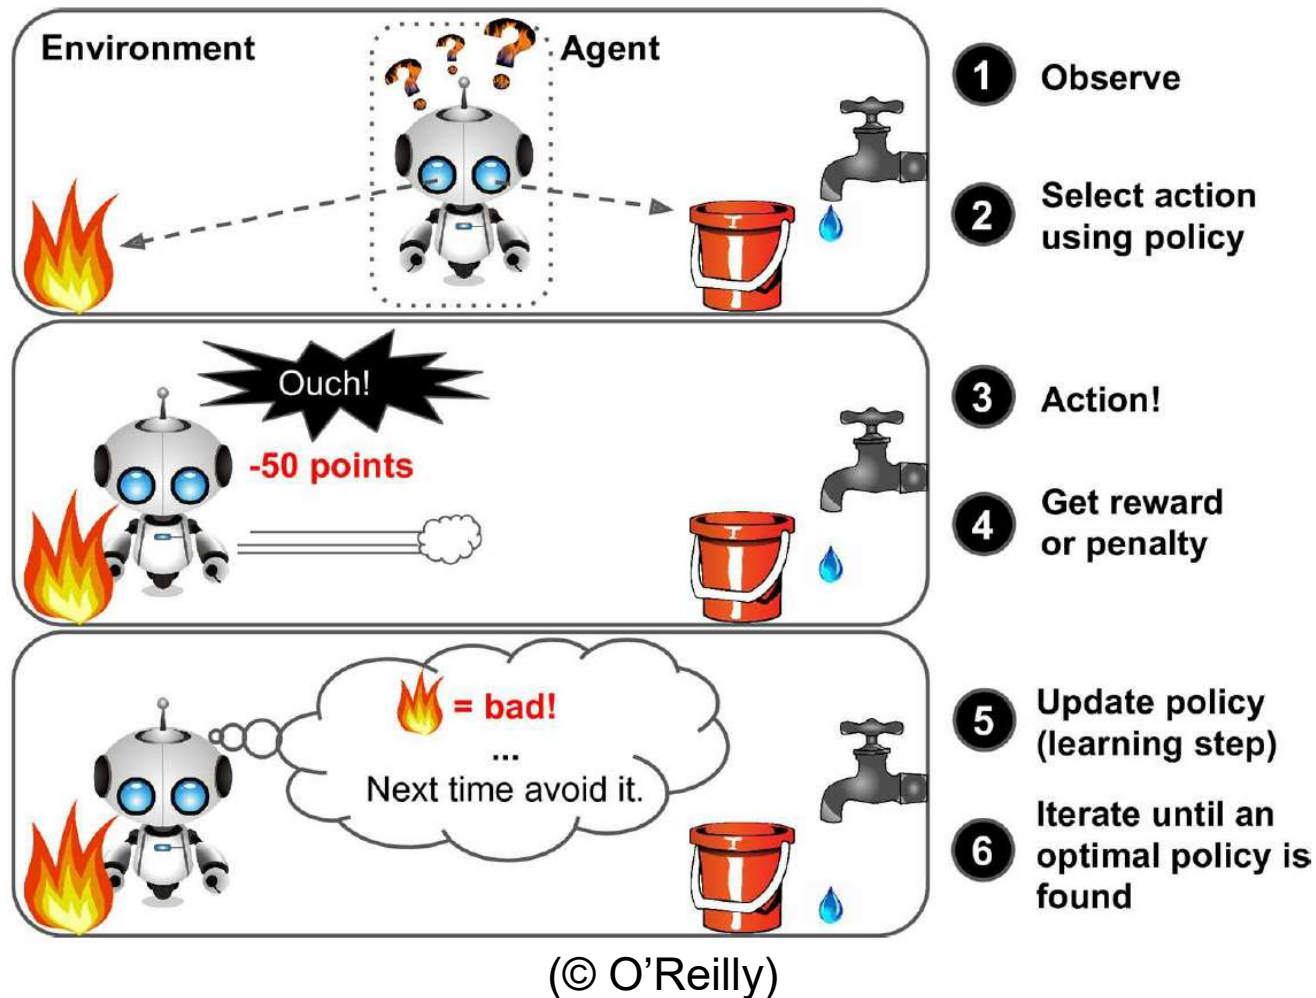 Environment
Agent
? ? ?
1 Observe
2 Select action
using policy
Ouch!
-50 points
3 Action!
4 Get reward
or penalty
= bad!
...
Next time avoid it.
5 Update policy
(learning step)
6 Iterate until an
optimal policy is
found
(© O’Reilly)